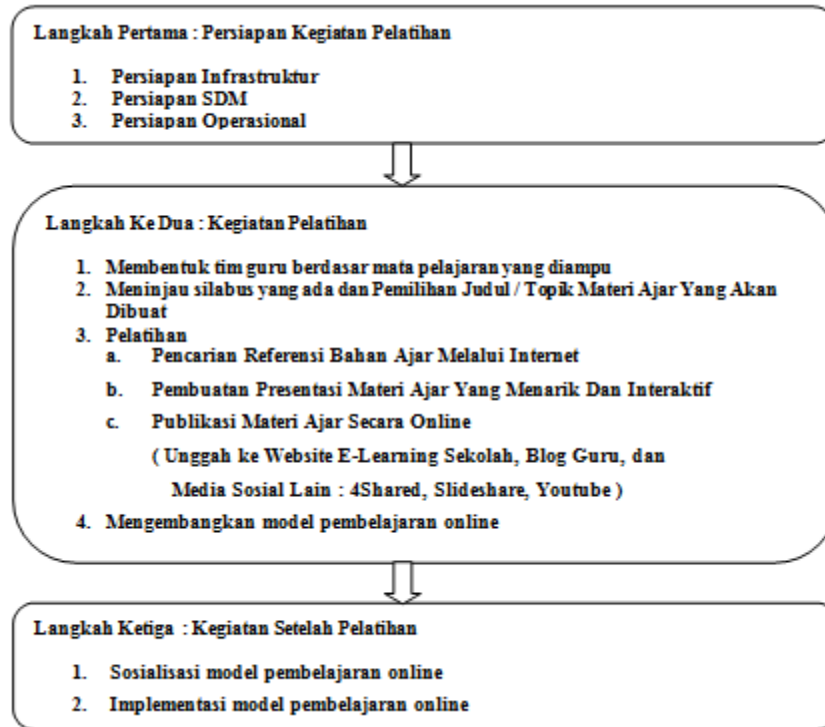 Langkah Pertama : Persiapan Kegiatan Pelatihan
1. Persiapan Infrastruktur
2. Persiapan SDM
3. Persiapan Operasional
Langkah Ke Dua : Kegiatan Pelatihan
1. Membentuk tim guru berdasar mata pelajaran yang diampu
2. Meninjau silabus yang ada dan Pemilihan Judul / Topik Materi Ajar Yang Akan
Dibuat
3. Pelatihan
a. Pencarian Referensi Bahan Ajar Melalui Internet
b. Pembuatan Presentasi Materi Ajar Yang Menarik Dan Interaktif
c. Publikasi Materi Ajar Secara Online
( Unggah ke Website E-Learning Sekolah, Blog Guru, dan
Media Sosial Lain : 4Shared, Slideshare, Youtube )
4. Mengembangkan model pembelajaran online
Langkah Ketiga : Kegiatan Setelah Pelatihan
1. Sosialisasi model pembelajaran online
2. Implementasi model pembelajaran online